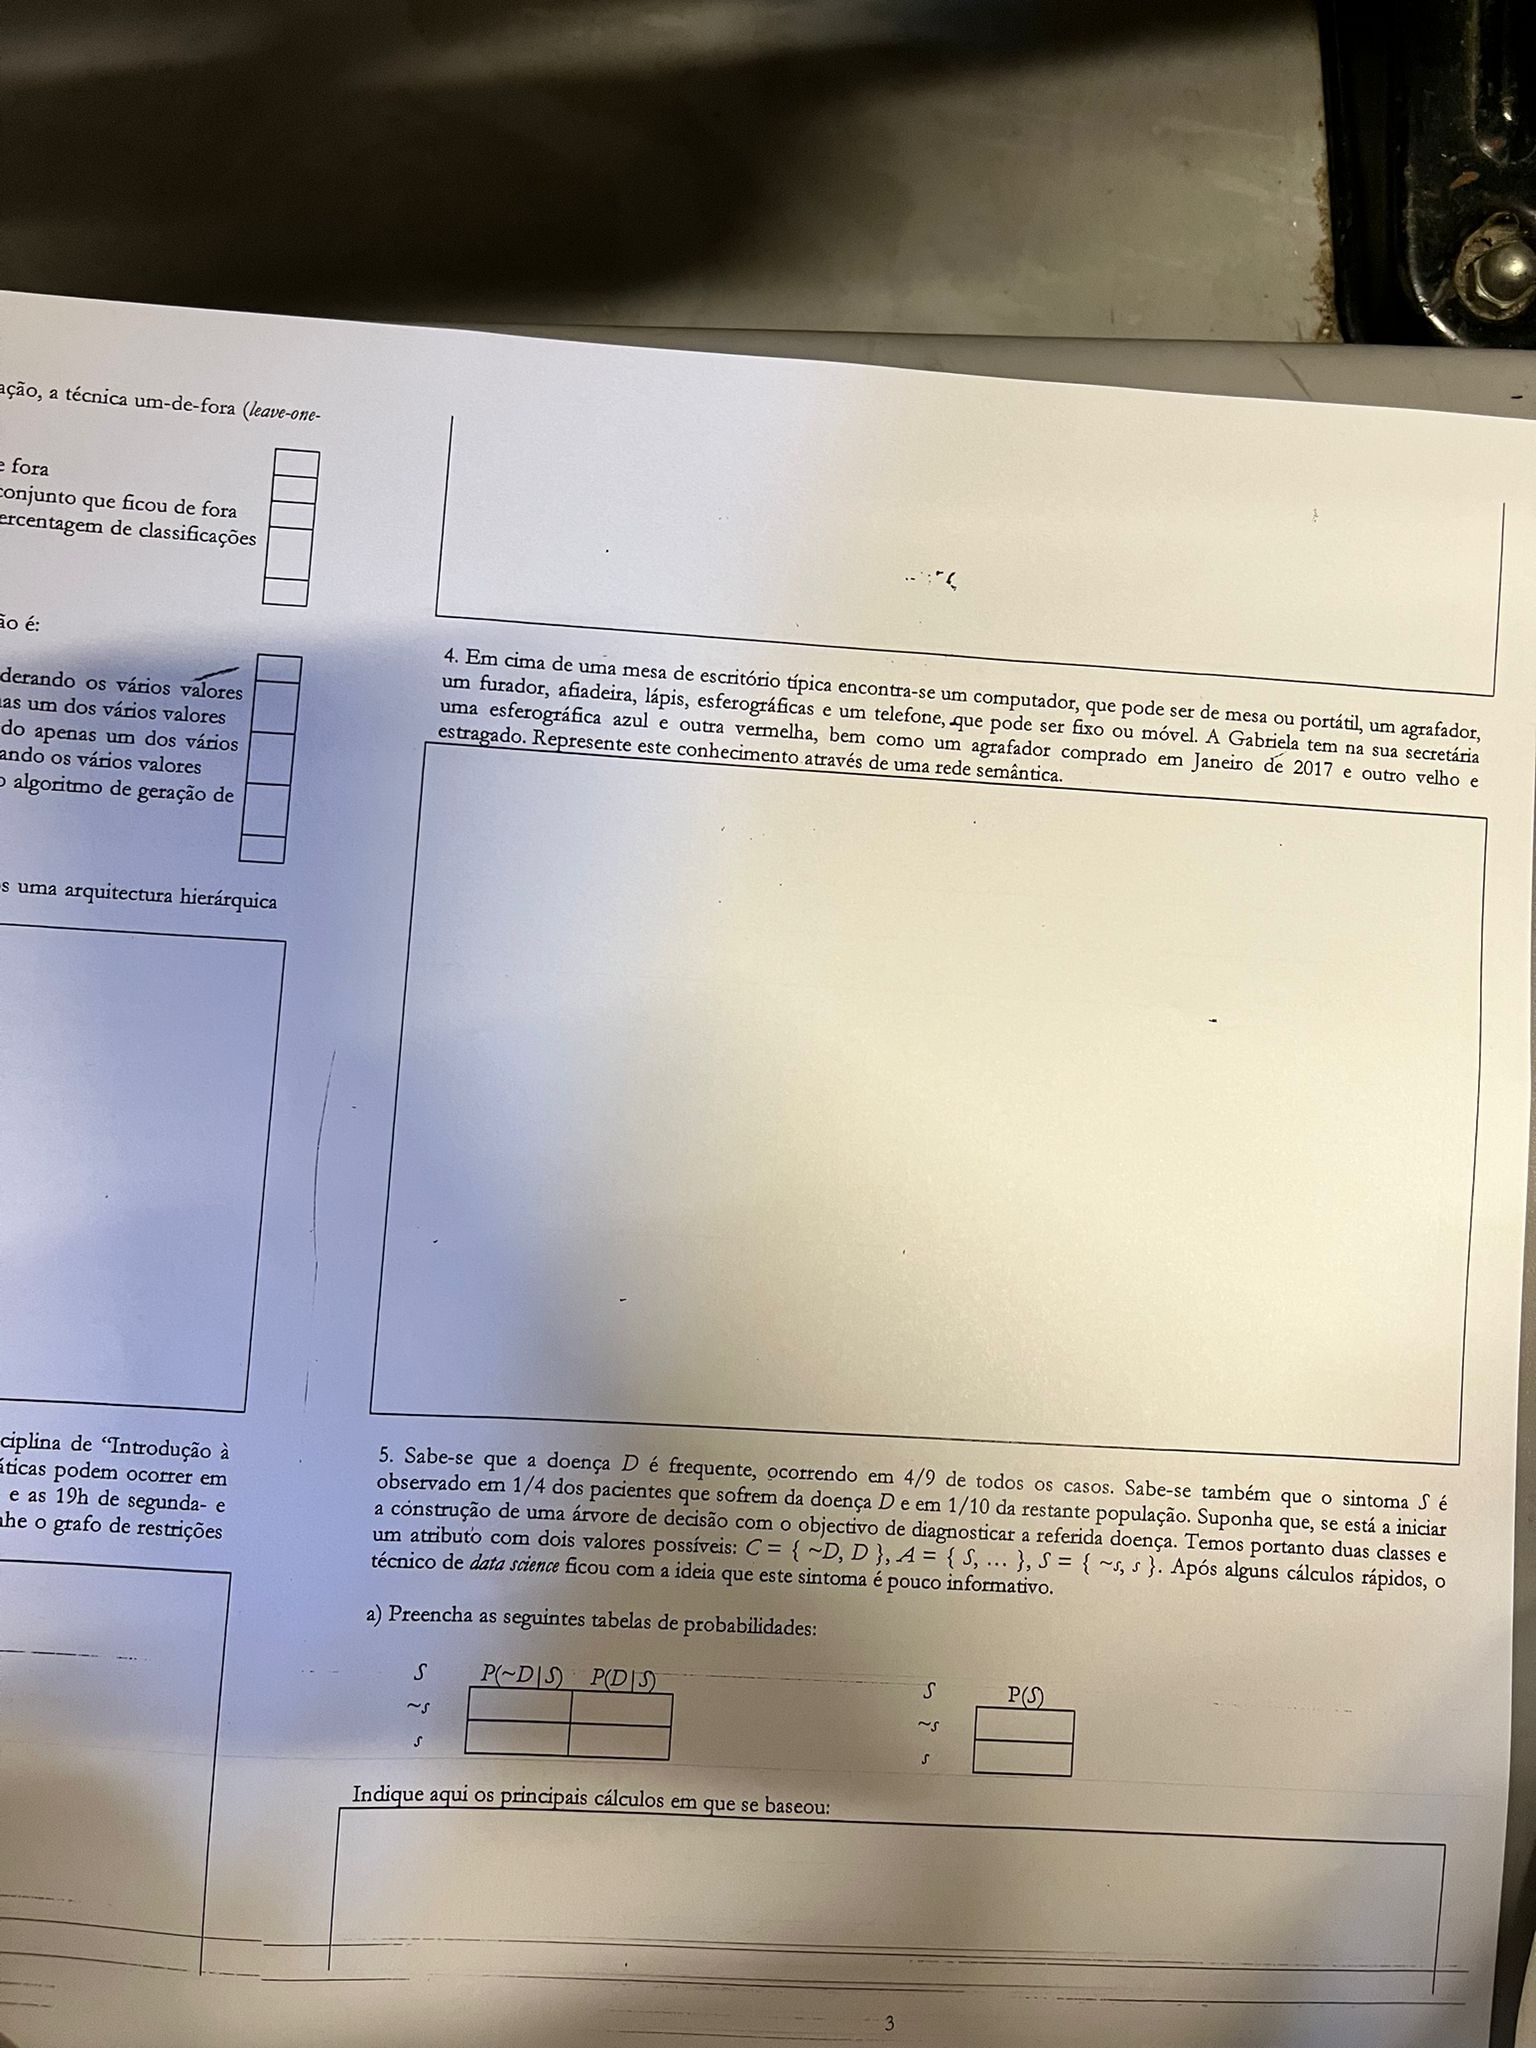 ação, a técnica um-de-fora (leave-one-
e fora
conjunto que ficou de fora
ercentagem de classificações
ão é:
derando os vários valores
as um dos vários valores
do apenas um dos vários
ando os vários valores
o algoritmo de geração de
s uma arquitectura hierárquica
ciplina de “Introdução à
áticas podem ocorrer em
e as 19h de segunda- e
nhe o grafo de restrições
4. Em cima de uma mesa de escritório típica encontra-se um computador, que pode ser de mesa ou portátil, um agrafador,
um furador, afiadeira, lápis, esferográficas e um telefone, que pode ser fixo ou móvel. A Gabriela tem na sua secretária
uma esferográfica azul e outra vermelha, bem como um agrafador comprado em Janeiro de 2017 e outro velho e
estragado. Represente este conhecimento através de uma rede semântica.
5. Sabe-se que a doença D é frequente, ocorrendo em 4/9 de todos os casos. Sabe-se também que o sintoma S é
observado em 1/4 dos pacientes que sofrem da doença D e em 1/10 da restante população. Suponha que, se está a iniciar
a construção de uma árvore de decisão com o objectivo de diagnosticar a referida doença. Temos portanto duas classes e
um atributo com dois valores possíveis: C = { ~D, D }, A = { S, ... }, S = { ~s, s }. Após alguns cálculos rápidos, o
técnico de data science ficou com a ideia que este sintoma é pouco informativo.
a) Preencha as seguintes tabelas de probabilidades:
S P(~D|S) P(D|S)
~s
s
S P(S)
~s
s
Indique aqui os principais cálculos em que se baseou:
3